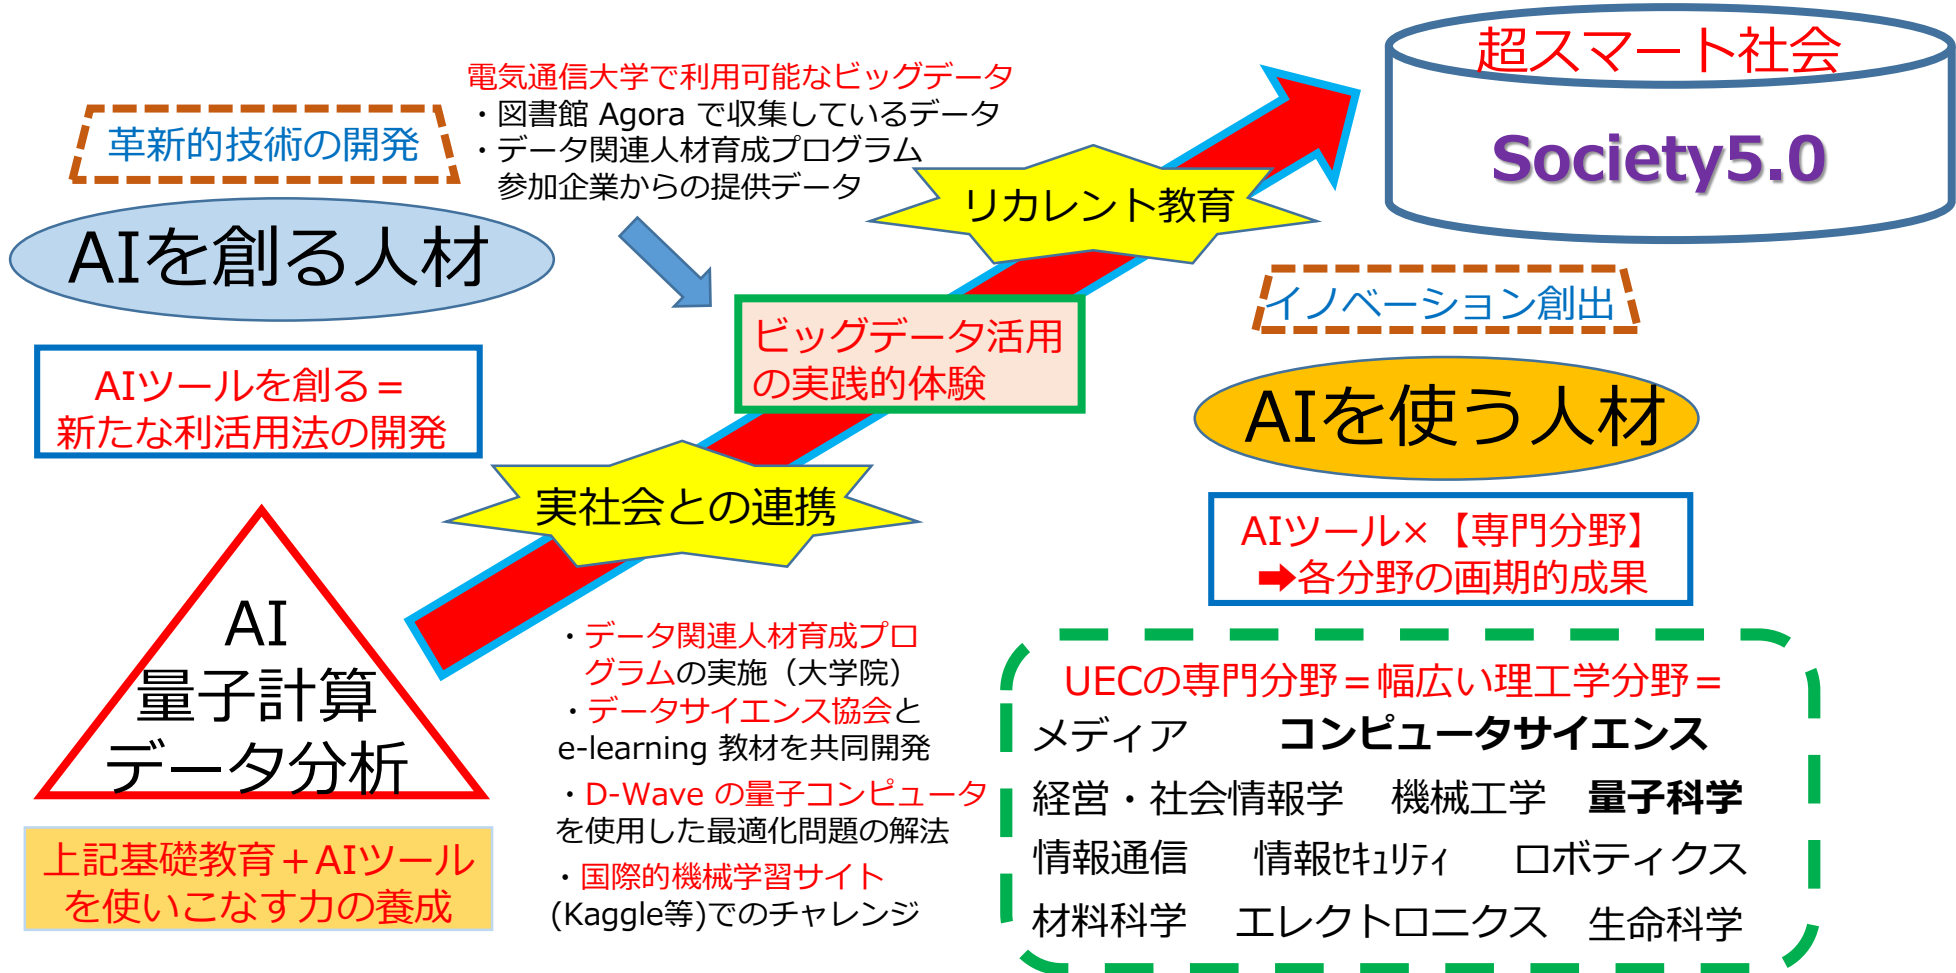 超スマート社会
Society5.0
電気通信大学で利用可能なビッグデータ
・図書館 Agora で収集しているデータ
・データ関連人材育成プログラム
参加企業からの提供データ
革新的技術の開発
AIを創る人材
AIツールを創る＝
新たな利活用法の開発
リカレント教育
ビッグデータ活用
の実践的体験
実社会との連携
イノベーション創出
AIを使う人材
AIツール×【専門分野】
➡各分野の画期的成果
AI
量子計算
データ分析
上記基礎教育＋AIツール
を使いこなす力の養成
・データ関連人材育成プロ
グラムの実施（大学院）
・データサイエンス協会と
e-learning 教材を共同開発
・D-Wave の量子コンピュータ
を使用した最適化問題の解法
・国際的機械学習サイト
(Kaggle等)でのチャレンジ
UECの専門分野＝幅広い理工学分野＝
メディア コンピュータサイエンス
経営・社会情報学 機械工学 量子科学
情報通信 情報ｾｷｭﾘﾃｨ ロボティクス
材料科学 エレクトロニクス 生命科学